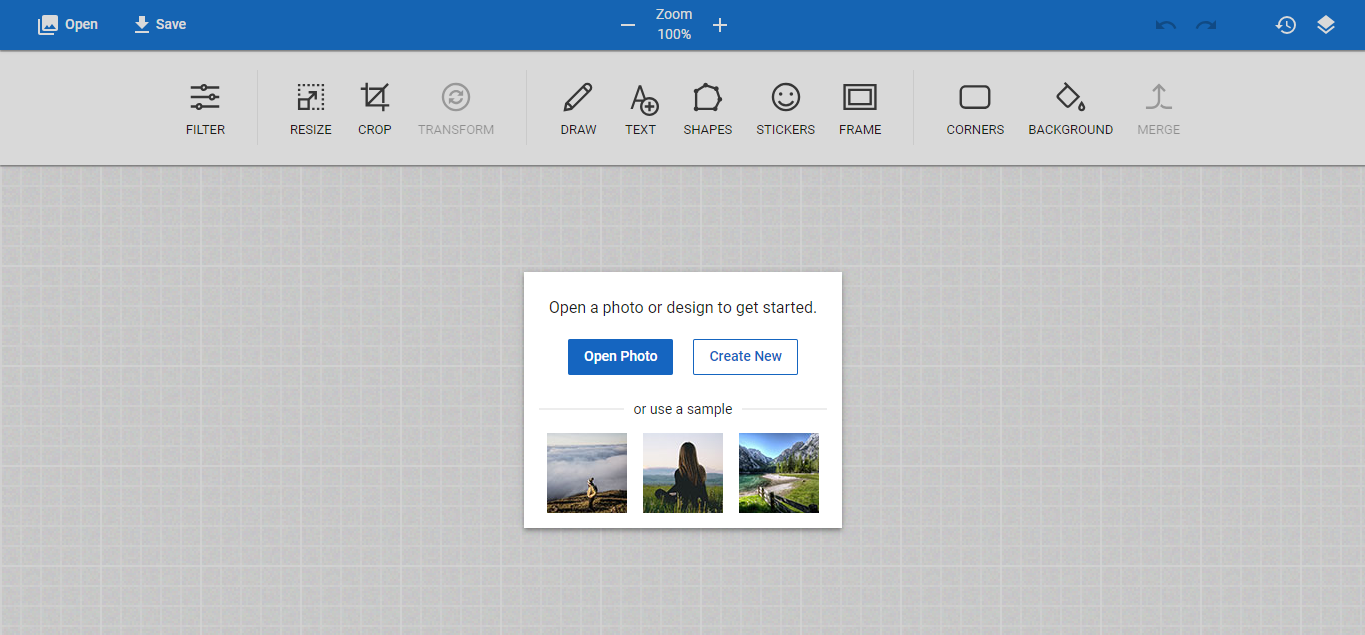 Open
Save
Zoom
100%
FILTER
RESIZE
CROP
TRANSFORM
DRAW
TEXT
SHAPES
STICKERS
FRAME
CORNERS
BACKGROUND
MERGE
Open a photo or design to get started.
Open Photo
Create New
or use a sample